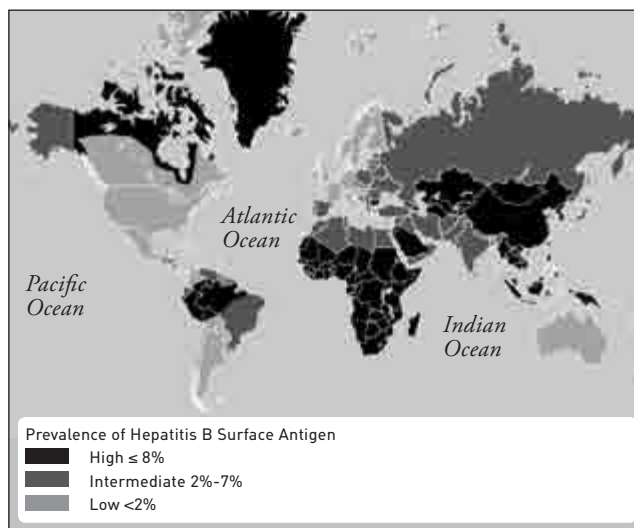 Atlantic
Ocean
Pacific
Ocean
Indian
Ocean
Prevalence of Hepatitis B Surface Antigen
High ≤ 8%
Intermediate 2%-7%
Low <2%